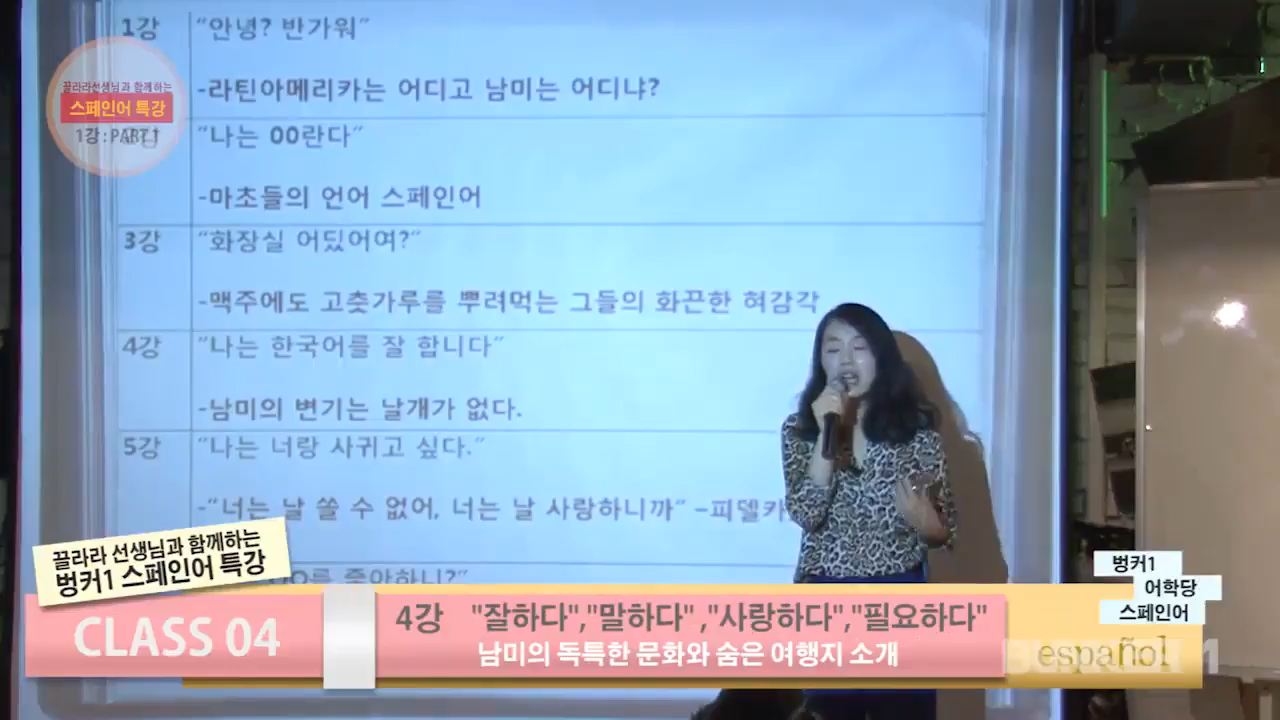 1강 "안녕? 반가워"
-라틴아메리카는 어디고 남미는 어디냐?
"나는 OO란다"
-마초들의 언어 스페인어
3강 "화장실 어딨어여?"
-맥주에도 고춧가루를 뿌려먹는 그들의 화끈한 혀감각
4강 "나는 한국어를 잘 합니다"
-남미의 변기는 날개가 없다.
5강 "나는 너랑 사귀고 싶다."
-"너는 날 쏠 수 없어, 너는 날 사랑하니까" -피델카
좋아하니?"
끌라라선생님과 함께하는
스페인어 특강
1강:PART1
끌라라 선생님과 함께하는
벙커1 스페인어 특강
CLASS 04
4강 "잘하다","말하다","사랑하다","필요하다"
남미의 독특한 문화와 숨은 여행지 소개
벙커1
어학당
스페인어
español